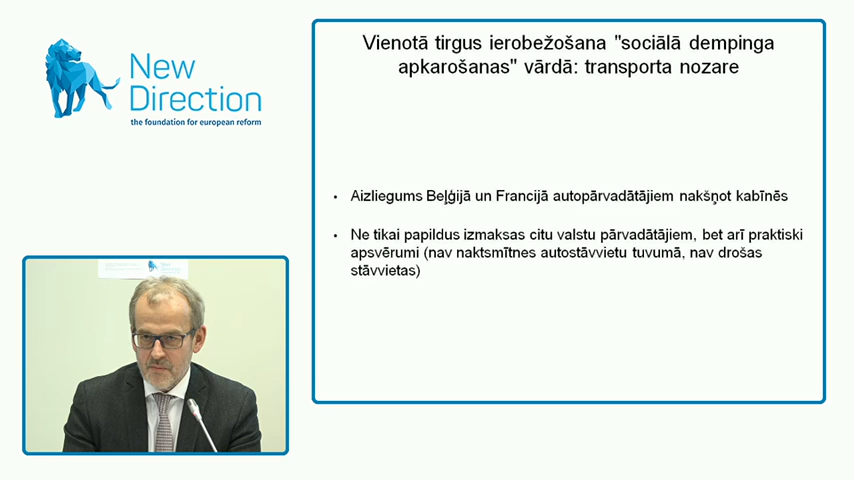 New
Direction
the foundation for european reform
Vienotā tirgus ierobežošana "sociālā dempinga
apkarošanas" vārdā: transporta nozare
• Aizliegums Beļģijā un Francijā autopārvadātājiem nakšņot kabīnēs
• Ne tikai papildus izmaksas citu valstu pārvadātājiem, bet arī praktiski
apsvērumi (nav naktsmītnes autostāvvietu tuvumā, nav drošas
stāvvietas)